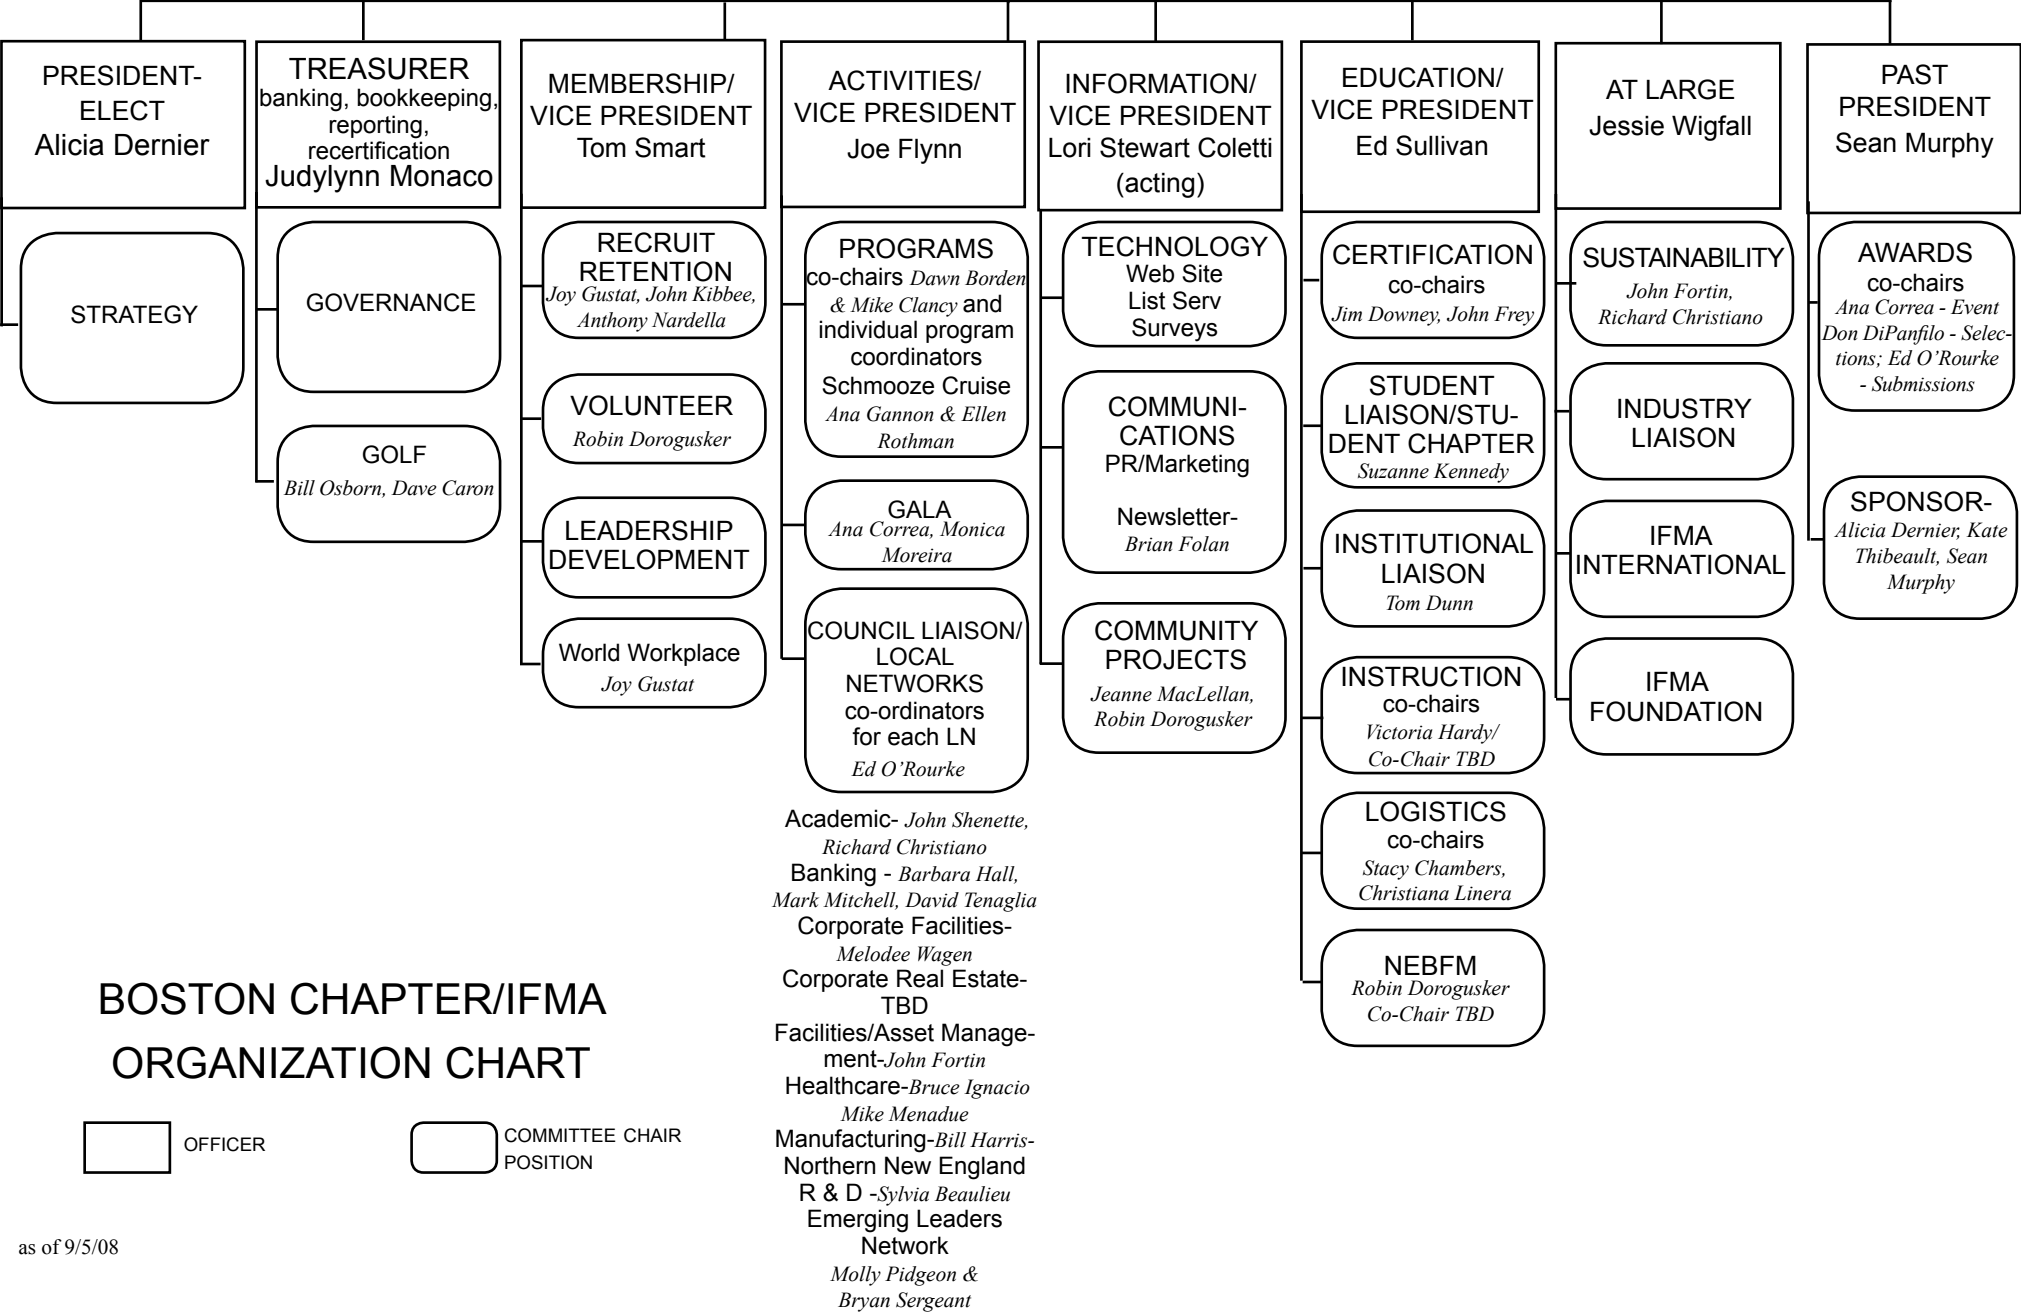 PRESIDENT-
ELECT
Alicia Dernier
STRATEGY
TREASURER
banking, bookkeeping,
reporting,
recertification
Judylynn Monaco
GOVERNANCE
GOLF
Bill Osborn, Dave Caron
MEMBERSHIP/
VICE PRESIDENT
Tom Smart
RECRUIT
RETENTION
Joy Gustat, John Kibbee,
Anthony Nardella
VOLUNTEER
Robin Dorogusker
LEADERSHIP
DEVELOPMENT
World Workplace
Joy Gustat
ACTIVITIES/
VICE PRESIDENT
Joe Flynn
PROGRAMS
co-chairs Dawn Borden
& Mike Clancy and
individual program
coordinators
Schmooze Cruise
Ana Gannon & Ellen
Rothman
GALA
Ana Correa, Monica
Moreira
COUNCIL LIAISON/
LOCAL
NETWORKS
co-ordinators
for each LN
Ed O'Rourke
Academic- John Shenette,
Richard Christiano
Banking - Barbara Hall,
Mark Mitchell, David Tenaglia
Corporate Facilities-
Melodee Wagen
Corporate Real Estate-
TBD
Facilities/Asset Manage-
ment-John Fortin
Healthcare-Bruce Ignacio
Mike Menadue
Manufacturing-Bill Harris-
Northern New England
R & D -Sylvia Beaulieu
Emerging Leaders
Network
Molly Pidgeon &
Bryan Sergeant
INFORMATION/
VICE PRESIDENT
Lori Stewart Coletti
(acting)
TECHNOLOGY
Web Site
List Serv
Surveys
COMMUNI-
CATIONS
PR/Marketing
Newsletter-
Brian Folan
COMMUNITY
PROJECTS
Jeanne MacLellan,
Robin Dorogusker
EDUCATION/
VICE PRESIDENT
Ed Sullivan
CERTIFICATION
co-chairs
Jim Downey, John Frey
STUDENT
LIAISON/STU-
DENT CHAPTER
Suzanne Kennedy
INSTITUTIONAL
LIAISON
Tom Dunn
INSTRUCTION
co-chairs
Victoria Hardy/
Co-Chair TBD
LOGISTICS
co-chairs
Stacy Chambers,
Christiana Linera
NEBFM
Robin Dorogusker
Co-Chair TBD
AT LARGE
Jessie Wigfall
SUSTAINABILITY
John Fortin,
Richard Christiano
INDUSTRY
LIAISON
IFMA
INTERNATIONAL
IFMA
FOUNDATION
PAST
PRESIDENT
Sean Murphy
AWARDS
co-chairs
Ana Correa - Event
Don DiPanfilo - Selec-
tions; Ed O'Rourke
- Submissions
SPONSOR-
Alicia Dernier, Kate
Thibeault, Sean
Murphy
BOSTON CHAPTER/IFMA
ORGANIZATION CHART
OFFICER
COMMITTEE CHAIR
POSITION
as of 9/5/08